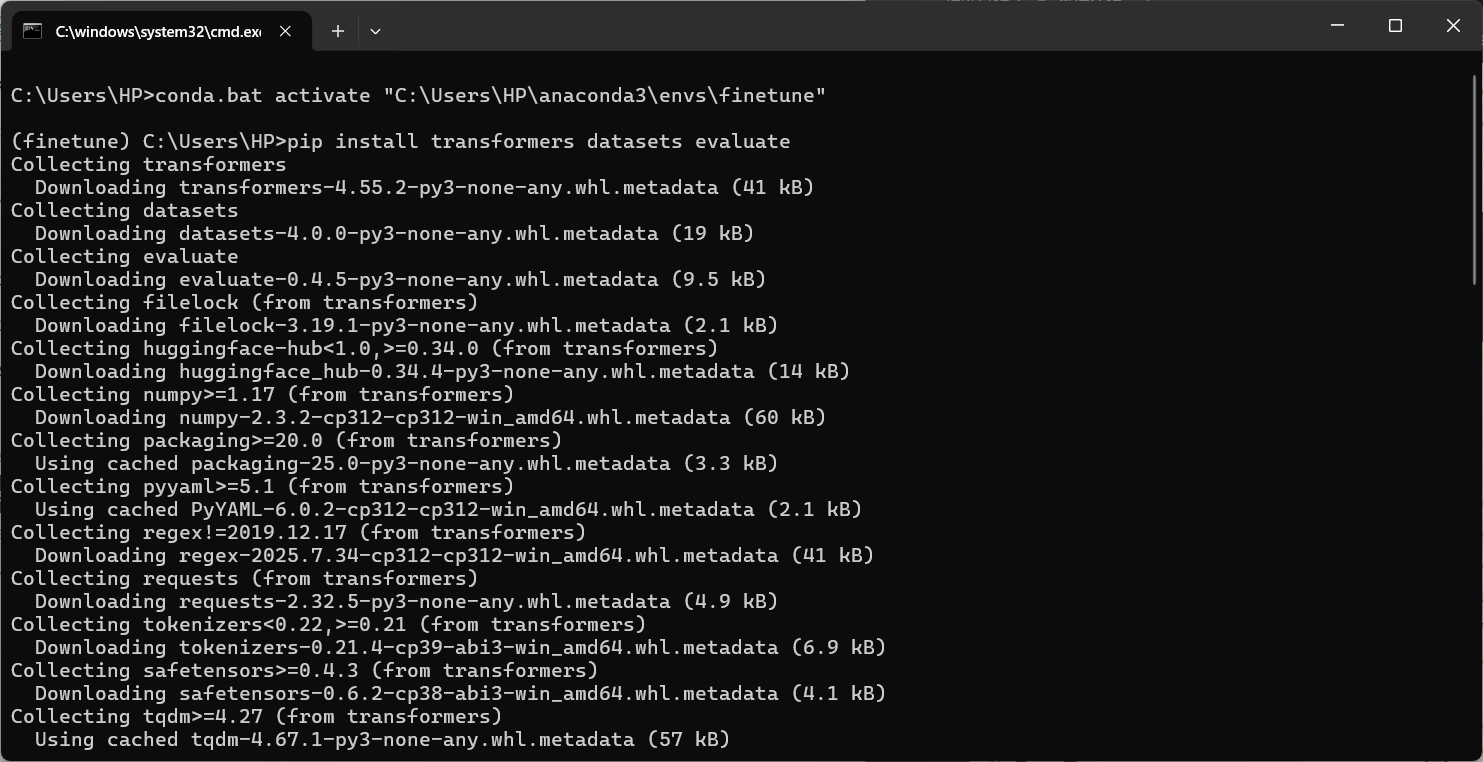 C:\windows\system32\cmd.exe
C:\Users\HP>conda.bat activate "C:\Users\HP\anaconda3\envs\finetune"
(finetune) C:\Users\HP>pip install transformers datasets evaluate
Collecting transformers
  Downloading transformers-4.55.2-py3-none-any.whl.metadata (41 kB)
Collecting datasets
  Downloading datasets-4.0.0-py3-none-any.whl.metadata (19 kB)
Collecting evaluate
  Downloading evaluate-0.4.5-py3-none-any.whl.metadata (9.5 kB)
Collecting filelock (from transformers)
  Downloading filelock-3.19.1-py3-none-any.whl.metadata (2.1 kB)
Collecting huggingface-hub<1.0,>=0.34.0 (from transformers)
  Downloading huggingface_hub-0.34.4-py3-none-any.whl.metadata (14 kB)
Collecting numpy>=1.17 (from transformers)
  Downloading numpy-2.3.2-cp312-cp312-win_amd64.whl.metadata (60 kB)
Collecting packaging>=20.0 (from transformers)
  Using cached packaging-25.0-py3-none-any.whl.metadata (3.3 kB)
Collecting pyyaml>=5.1 (from transformers)
  Using cached PyYAML-6.0.2-cp312-cp312-win_amd64.whl.metadata (2.1 kB)
Collecting regex!=2019.12.17 (from transformers)
  Downloading regex-2025.7.34-cp312-cp312-win_amd64.whl.metadata (41 kB)
Collecting requests (from transformers)
  Downloading requests-2.32.5-py3-none-any.whl.metadata (4.9 kB)
Collecting tokenizers<0.22,>=0.21 (from transformers)
  Downloading tokenizers-0.21.4-cp39-abi3-win_amd64.whl.metadata (6.9 kB)
Collecting safetensors>=0.4.3 (from transformers)
  Downloading safetensors-0.6.2-cp38-abi3-win_amd64.whl.metadata (4.1 kB)
Collecting tqdm>=4.27 (from transformers)
  Using cached tqdm-4.67.1-py3-none-any.whl.metadata (57 kB)